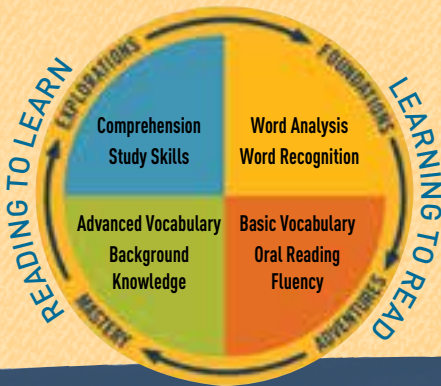 READING TO LEARN
EXPLORATIONS
FOUNDATIONS
LEARNING TO READ
Comprehension
Study Skills
Word Analysis
Word Recognition
Advanced Vocabulary
Background
Knowledge
Basic Vocabulary
Oral Reading
Fluency
MASTERY
ADVENTURES